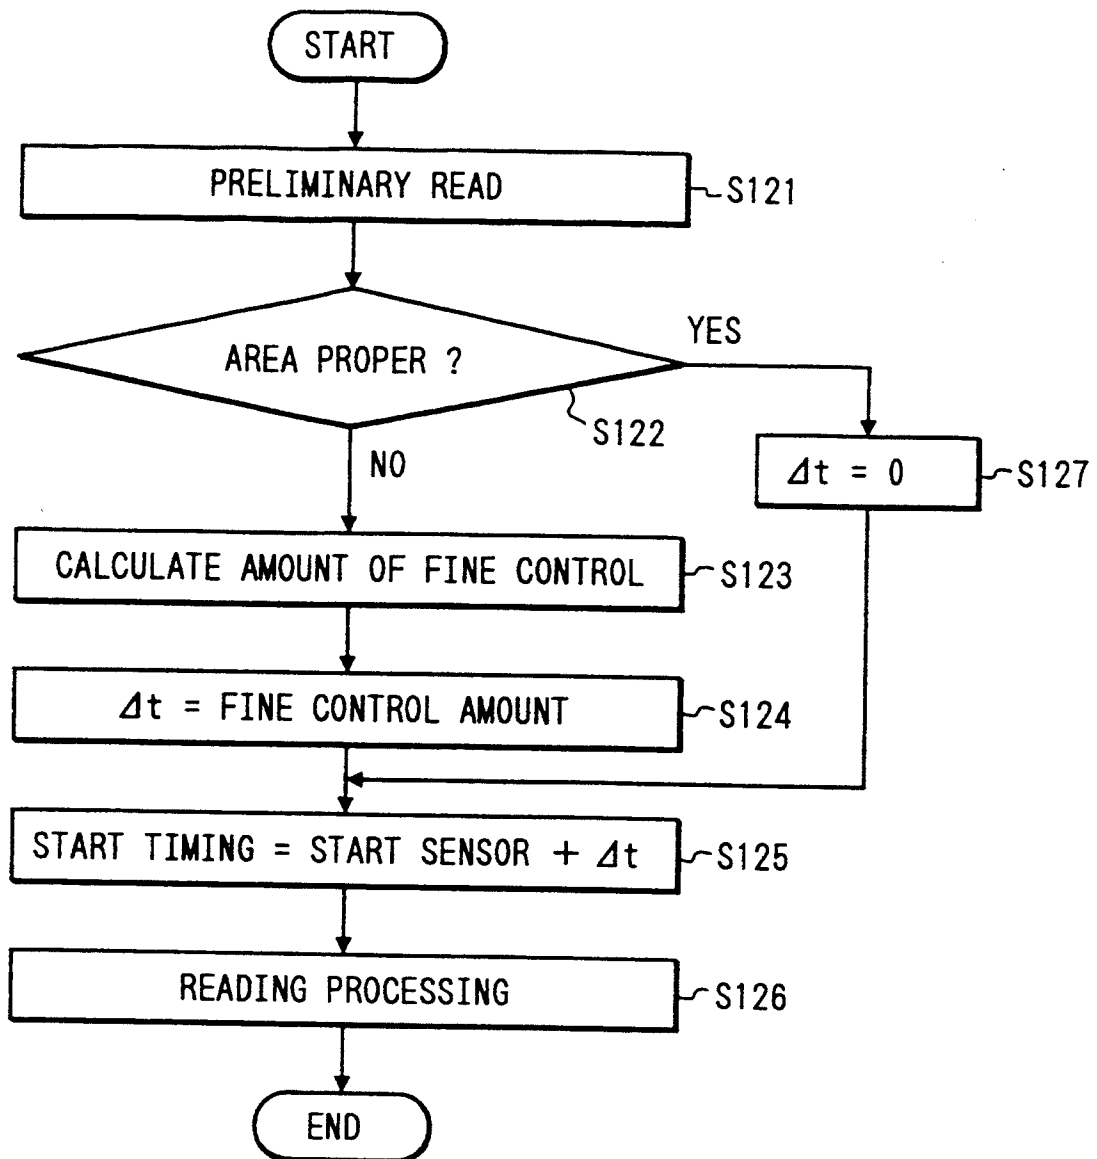 START
PRELIMINARY READ
S121
AREA PROPER ?
YES
S122
NO
Δt = 0
S127
CALCULATE AMOUNT OF FINE CONTROL
S123
Δt = FINE CONTROL AMOUNT
S124
START TIMING = START SENSOR + Δt
S125
READING PROCESSING
S126
END